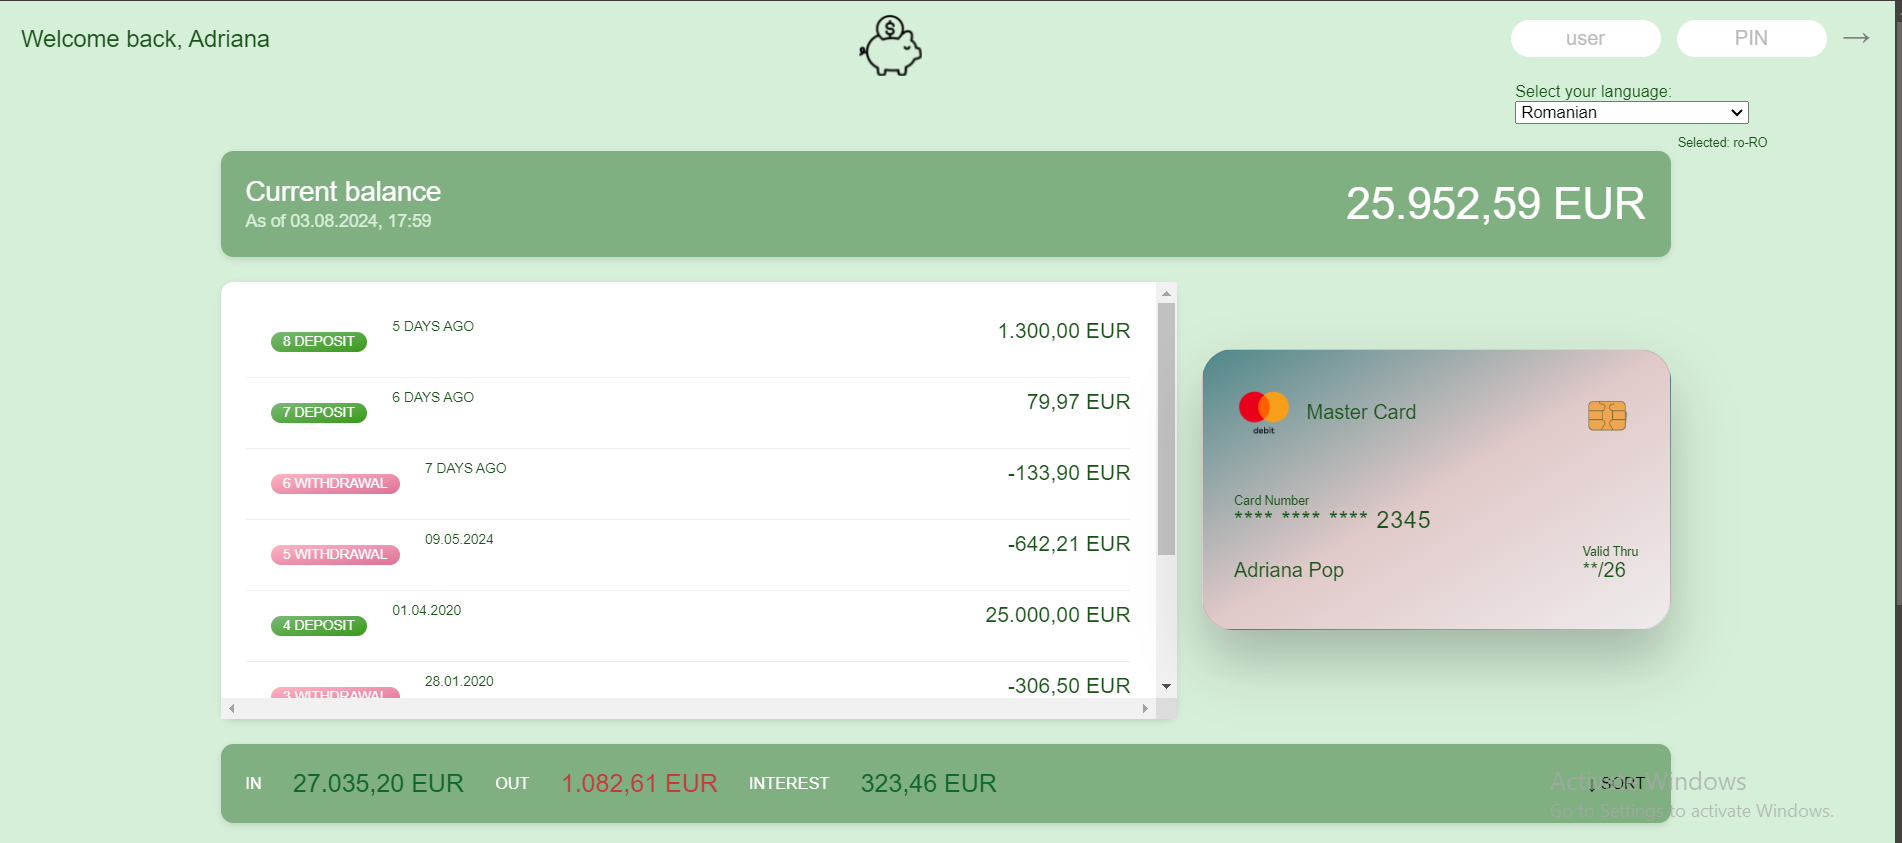 Welcome back, Adriana
$
user
PIN
→
Select your language:
Romanian
Selected: ro-RO
Current balance
25.952,59 EUR
As of 03.08.2024, 17:59
5 DAYS AGO
8 DEPOSIT
1.300,00 EUR
6 DAYS AGO
7 DEPOSIT
79,97 EUR
7 DAYS AGO
6 WITHDRAWAL
-133,90 EUR
09.05.2024
5 WITHDRAWAL
-642,21 EUR
01.04.2020
4 DEPOSIT
25.000,00 EUR
28.01.2020
3 WITHDRAWAL
-306,50 EUR
debit
Master Card
Card Number
**** **** **** 2345
Adriana Pop
Valid Thru
**/26
IN 27.035,20 EUR OUT 1.082,61 EUR INTEREST 323,46 EUR
↓ SORT
Activate Windows
Go to Settings to activate Windows.